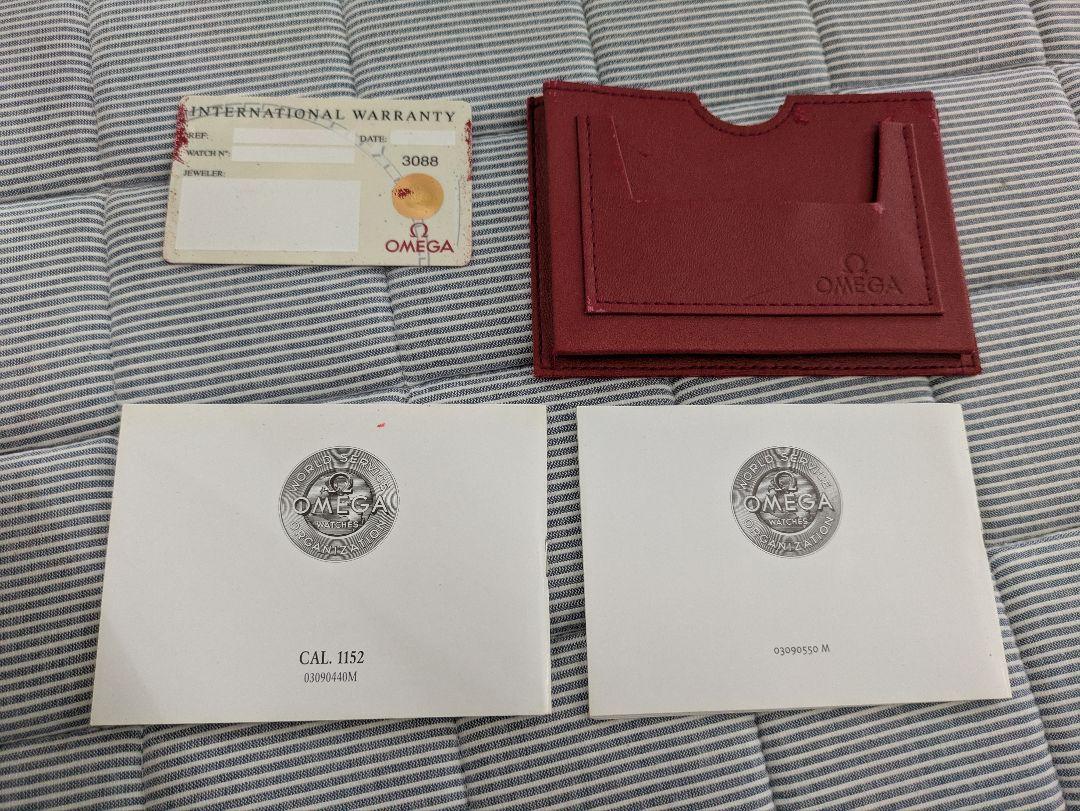 INTERNATIONAL WARRANTY
REF:
DATE:
WATCH N°:
3088
JEWELER:
Ω
OMEGA
Ω
OMEGA
WORLD SERVICE
Ω
OMEGA
WATCHES
ORGANIZATION
CAL. 1152
03090440M
WORLD SERVICE
Ω
OMEGA
WATCHES
ORGANIZATION
03090550 M